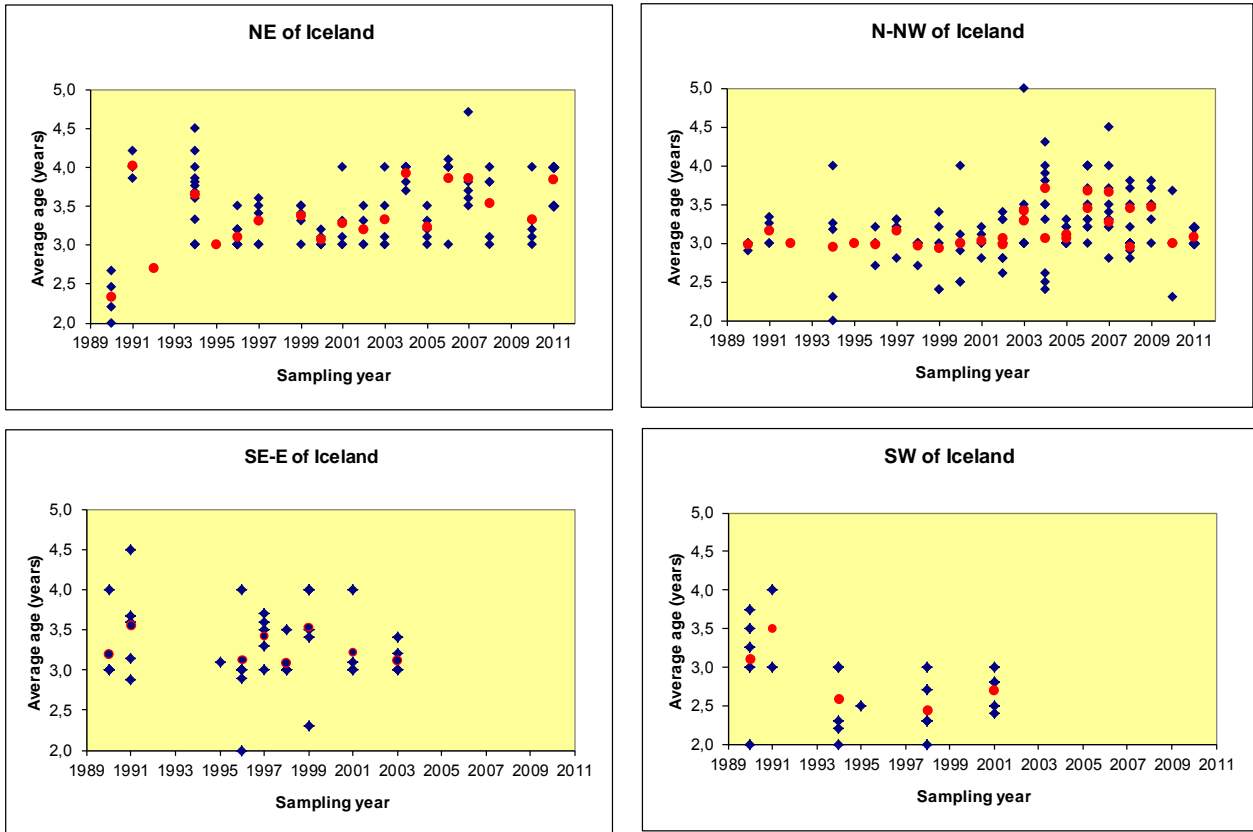 NE of Iceland
Average age (years)
5,0
4,5
4,0
3,5
3,0
2,5
2,0
1989 1991 1993 1995 1997 1999 2001 2003 2005 2007 2009 2011
Sampling year
N-NW of Iceland
Average age (years)
5,0
4,5
4,0
3,5
3,0
2,5
2,0
1989 1991 1993 1995 1997 1999 2001 2003 2005 2007 2009 2011
Sampling year
SE-E of Iceland
Average age (years)
5,0
4,5
4,0
3,5
3,0
2,5
2,0
1989 1991 1993 1995 1997 1999 2001 2003 2005 2007 2009 2011
Sampling year
SW of Iceland
Average age (years)
5,0
4,5
4,0
3,5
3,0
2,5
2,0
1989 1991 1993 1995 1997 1999 2001 2003 2005 2007 2009 2011
Sampling year